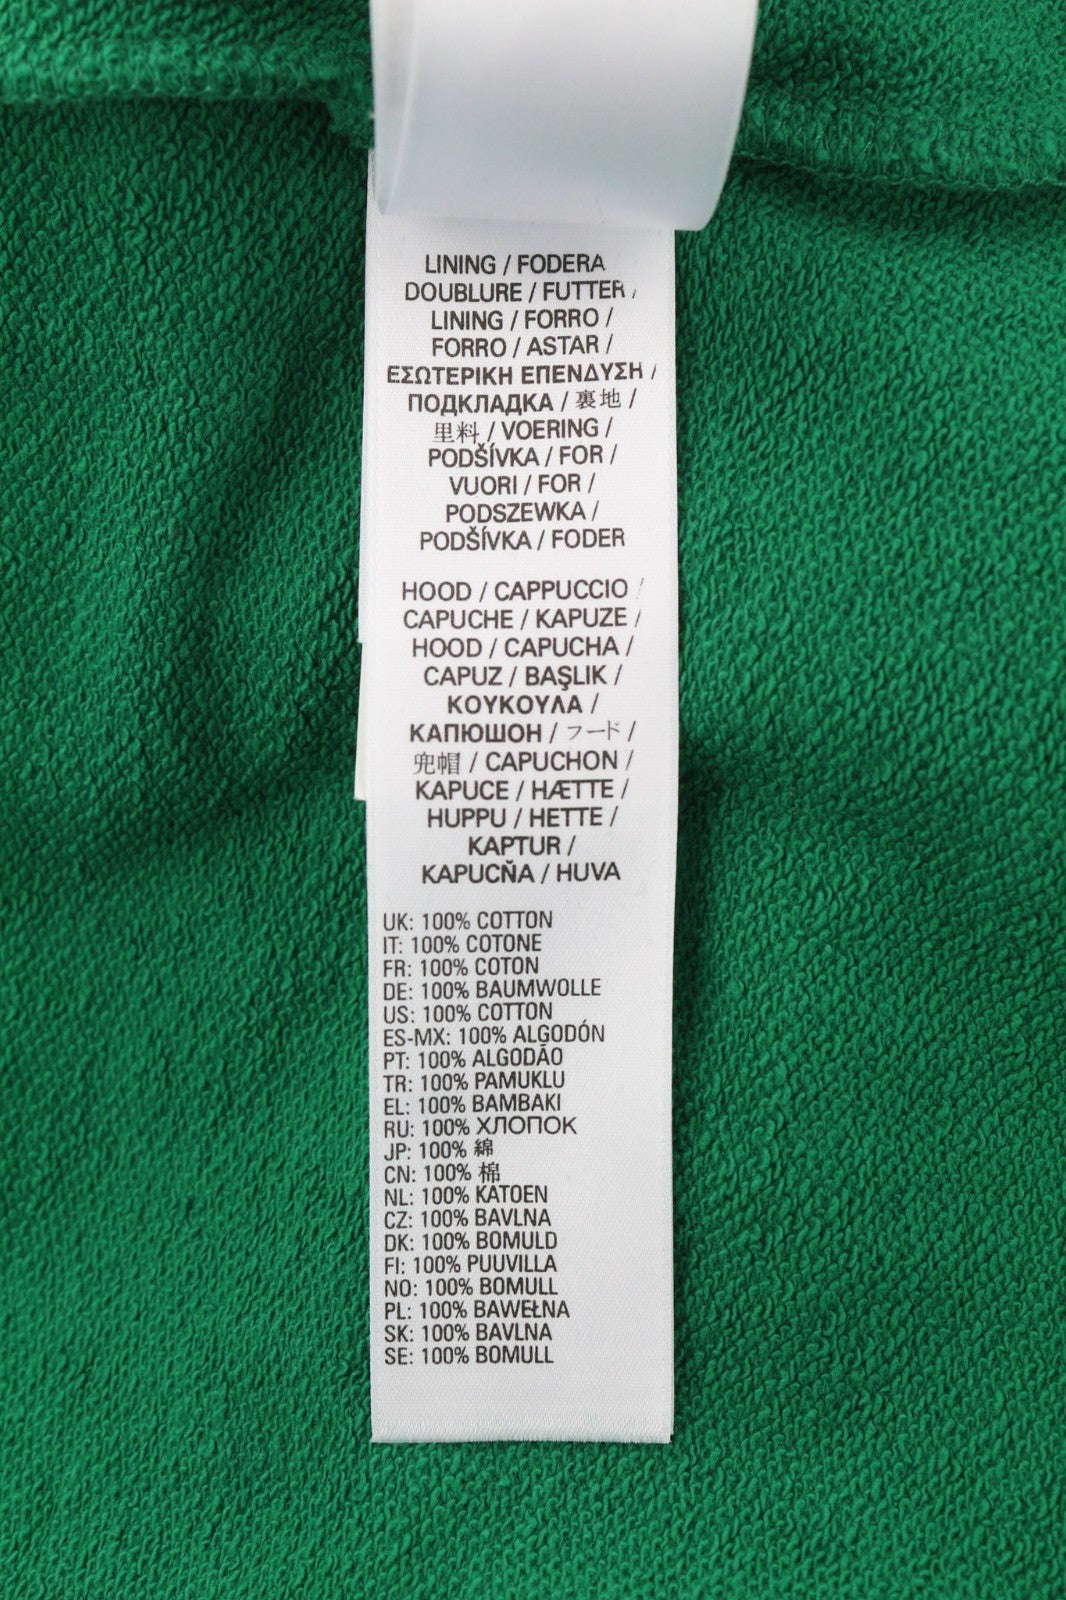 LINING / FODERA
DOUBLURE / FUTTER /
LINING / FORRO /
FORRO / ASTAR /
ΕΣΩΤΕΡΙΚΗ ΕΠΕΝΔΥΣΗ /
ПОДКЛАДКА / 裏地 /
里料 / VOERING /
PODŠÍVKA / FOR /
VUORI / FOR /
PODSZEWKA /
PODŠÍVKA / FODER
HOOD / CAPPUCCIO /
CAPUCHE / KAPUZE /
HOOD / CAPUCHA /
CAPUZ / BAŞLIK /
ΚΟΥΚΟΥΛΑ /
КАПЮШОН / フード /
兜帽 / CAPUCHON /
KAPUCE / HÆTTE /
HUPPU / HETTE /
KAPTUR /
KAPUCŇA / HUVA
UK: 100% COTTON
IT: 100% COTONE
FR: 100% COTON
DE: 100% BAUMWOLLE
US: 100% COTTON
ES-MX: 100% ALGODÓN
PT: 100% ALGODÃO
TR: 100% PAMUKLU
EL: 100% ΒΑΜΒΑΚΙ
RU: 100% ХЛОПОК
JP: 100% 綿
CN: 100% 棉
NL: 100% KATOEN
CZ: 100% BAVLNA
DK: 100% BOMULD
FI: 100% PUUVILLA
NO: 100% BOMULL
PL: 100% BAWEŁNA
SK: 100% BAVLNA
SE: 100% BOMULL